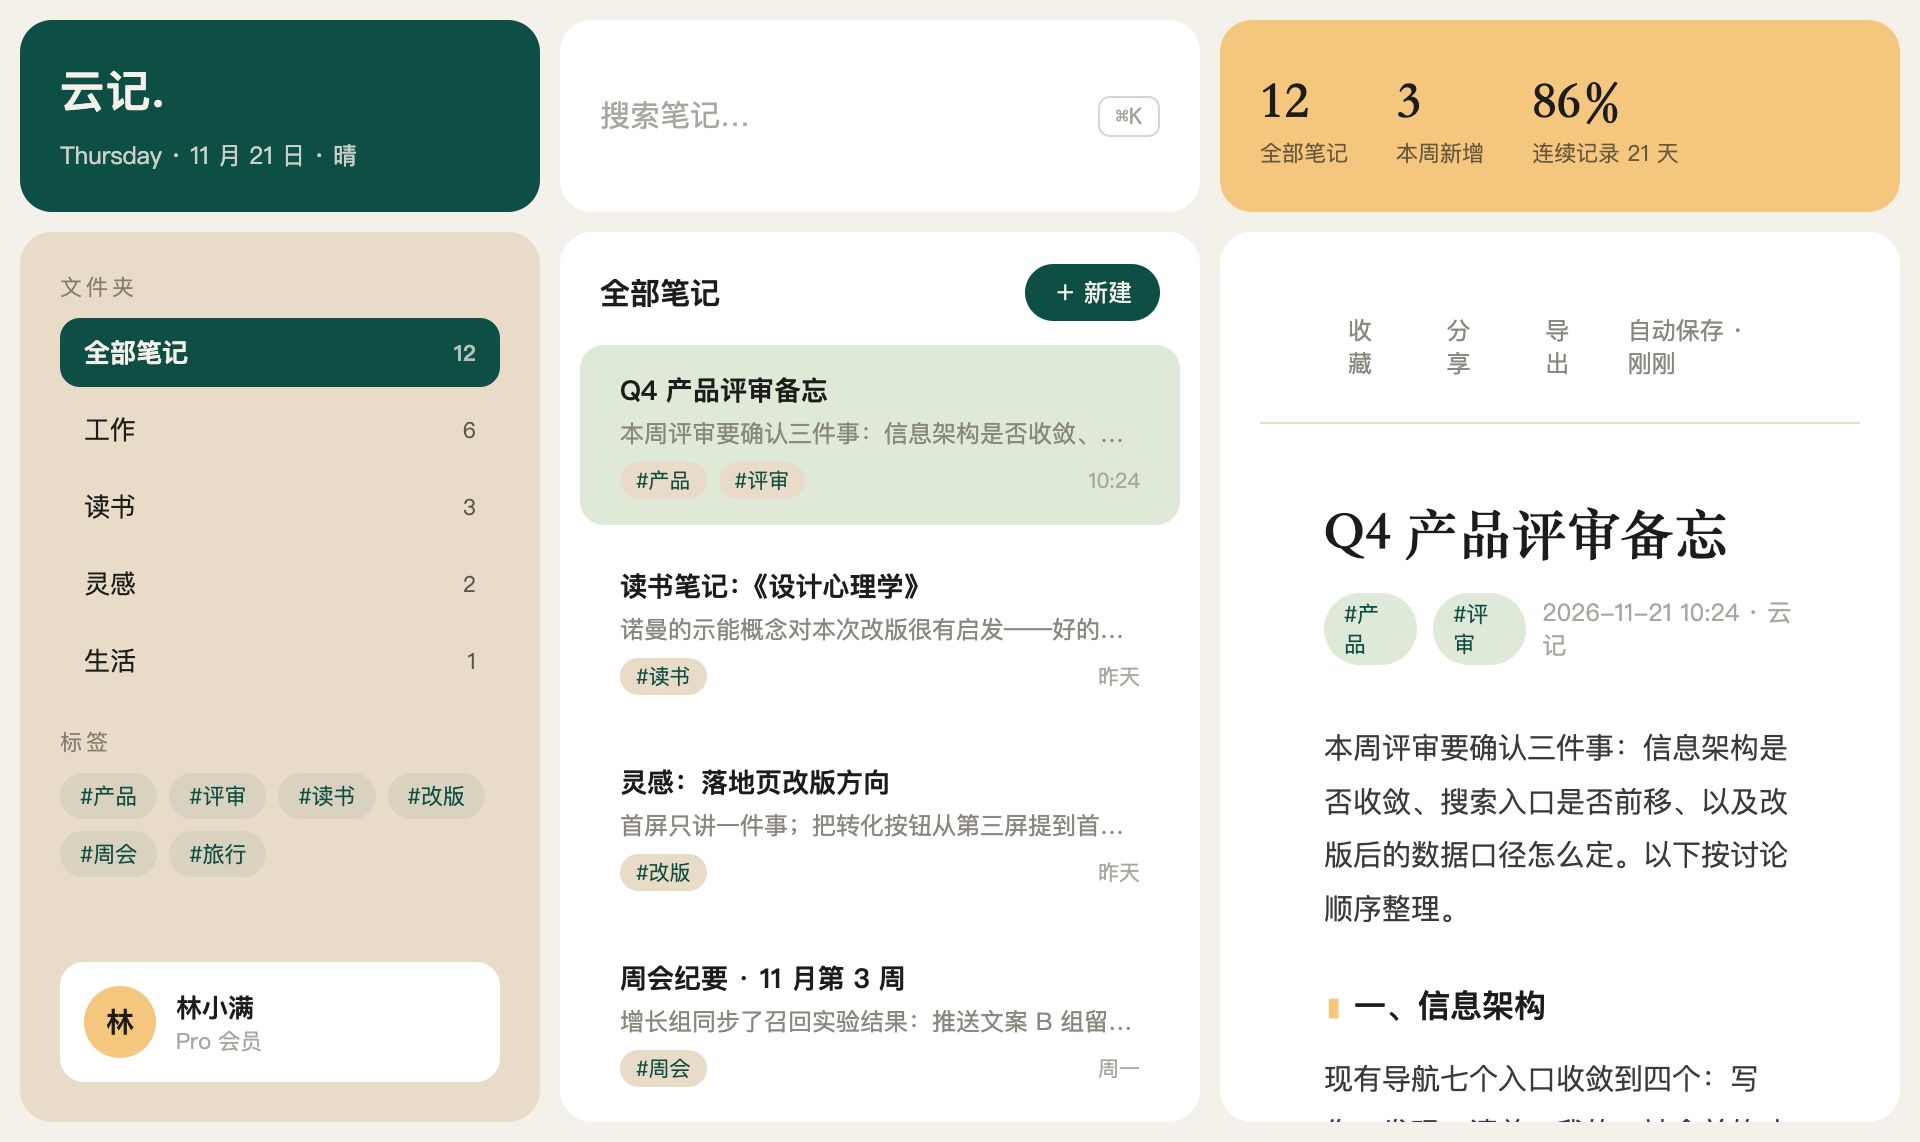 云记.
Thursday · 11 月 21 日 · 晴
搜索笔记...
⌘K
12
全部笔记
3
本周新增
86%
连续记录 21 天
文件夹
全部笔记 12
工作 6
读书 3
灵感 2
生活 1
标签
#产品 #评审 #读书 #改版
#周会 #旅行
林
林小满
Pro 会员
全部笔记
+ 新建
Q4 产品评审备忘
本周评审要确认三件事：信息架构是否收敛、...
#产品 #评审 10:24
读书笔记：《设计心理学》
诺曼的示能概念对本次改版很有启发——好的...
#读书 昨天
灵感：落地页改版方向
首屏只讲一件事；把转化按钮从第三屏提到首...
#改版 昨天
周会纪要 · 11 月第 3 周
增长组同步了召回实验结果：推送文案 B 组留...
#周会 周一
收
藏
分
享
导
出
自动保存 ·
刚刚
Q4 产品评审备忘
#产
品
#评
审
2026-11-21 10:24 · 云
记
本周评审要确认三件事：信息架构是
否收敛、搜索入口是否前移、以及改
版后的数据口径怎么定。以下按讨论
顺序整理。
一、信息架构
现有导航七个入口收敛到四个：写